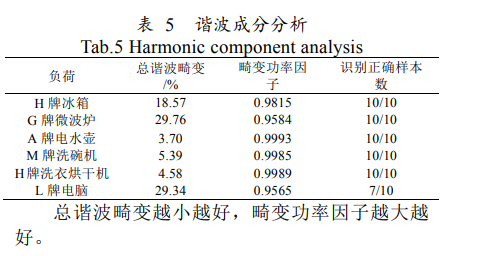 表 5 谐波成分分析
Tab.5 Harmonic component analysis
负荷 总谐波畸变/% 畸变功率因子 识别正确样本数
H 牌冰箱 18.57 0.9815 10/10
G 牌微波炉 29.76 0.9584 10/10
A 牌电水壶 3.70 0.9993 10/10
M 牌洗碗机 5.39 0.9985 10/10
H牌洗衣烘干机 4.58 0.9989 10/10
L 牌电脑 29.34 0.9565 7/10
总谐波畸变越小越好，畸变功率因子越大越
好。